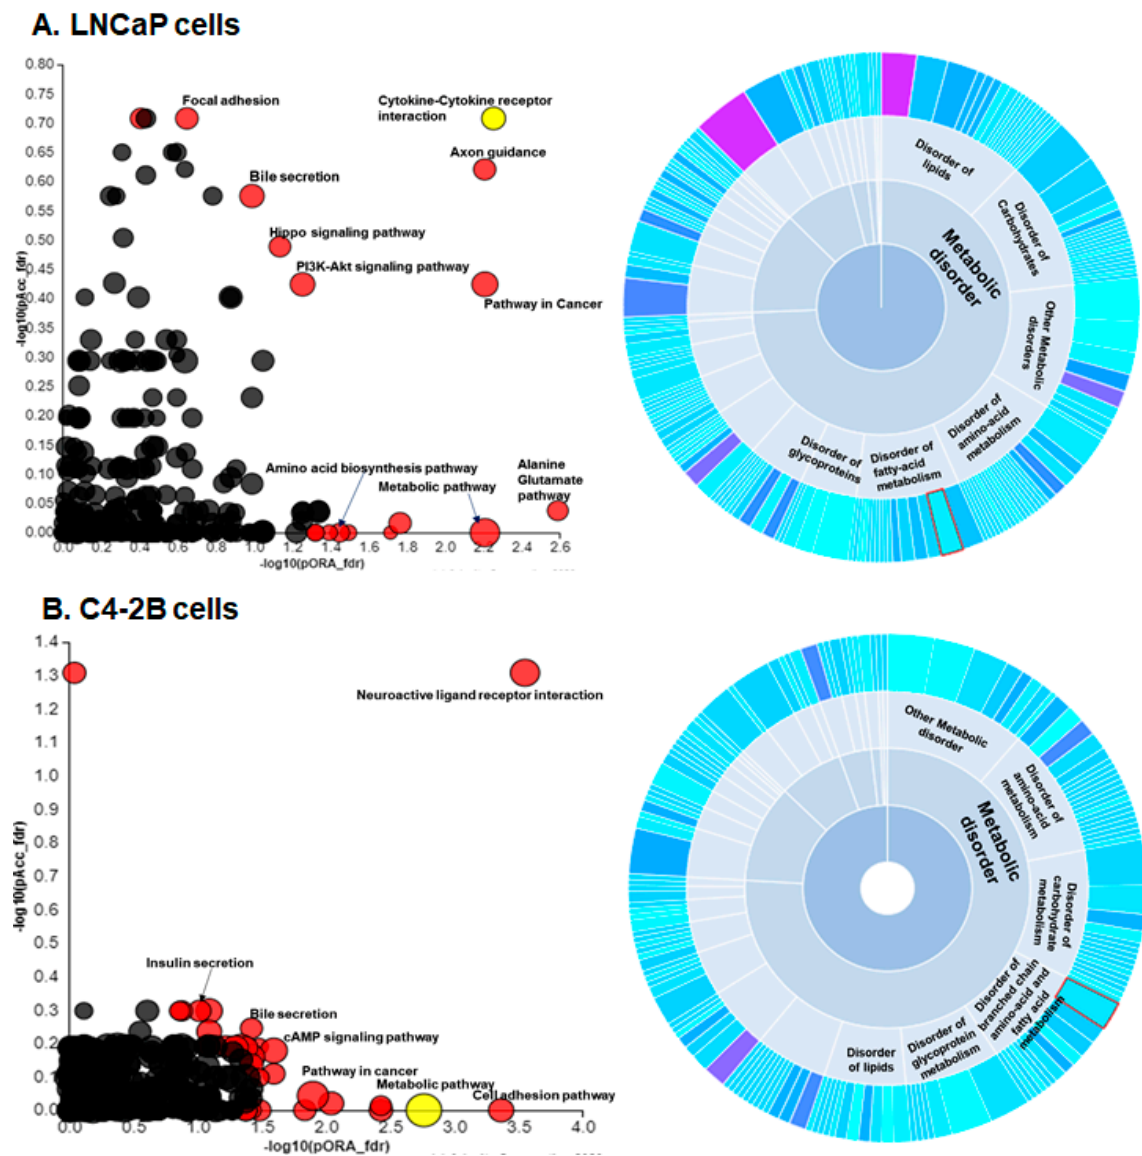 A. LNCaP cells
0.80
0.75
0.70
0.65
0.60
0.55
0.50
0.45
0.40
0.35
0.30
0.25
0.20
0.15
0.10
0.05
0.00
-log10(pAcc_fdr)
Focal adhesion
Cytokine-Cytokine receptor
interaction
Axon guidance
Bile secretion
Hippo signaling pathway
PI3K-Akt signaling pathway
Pathway in Cancer
Amino acid biosynthesis pathway
Metabolic pathway
Alanine
Glutamate
pathway
0.0 0.2 0.4 0.6 0.8 1.0 1.2 1.4 1.6 1.8 2.0 2.2 2.4 2.6
-log10(pORA_fdr)
Metabolic
disorder
Disorder of
lipids
Disorder of
Carbohydrates
Other Metabolic
disorders
Disorder of
amino-acid
metabolism
Disorder of
fatty-acid
metabolism
Disorder of
glycoproteins
B. C4-2B cells
1.4
1.3
1.2
1.1
1.0
0.9
0.8
0.7
0.6
0.5
0.4
0.3
0.2
0.1
0.0
-log10(pAcc_fdr)
Neuroactive ligand receptor interaction
Insulin secretion
Bile secretion
cAMP signaling pathway
Pathway in cancer
Metabolic pathway
Cell adhesion pathway
0.0 0.5 1.0 1.5 2.0 2.5 3.0 3.5 4.0
-log10(pORA_fdr)
Metabolic
disorder
Other Metabolic
disorder
Disorder of
amino-acid
metabolism
Disorder of
carbohydrate
metabolism
Disorder of
branched chain
amino-acid and
fatty acid
metabolism
Disorder of
glycoprotein
metabolism
Disorder
of lipids